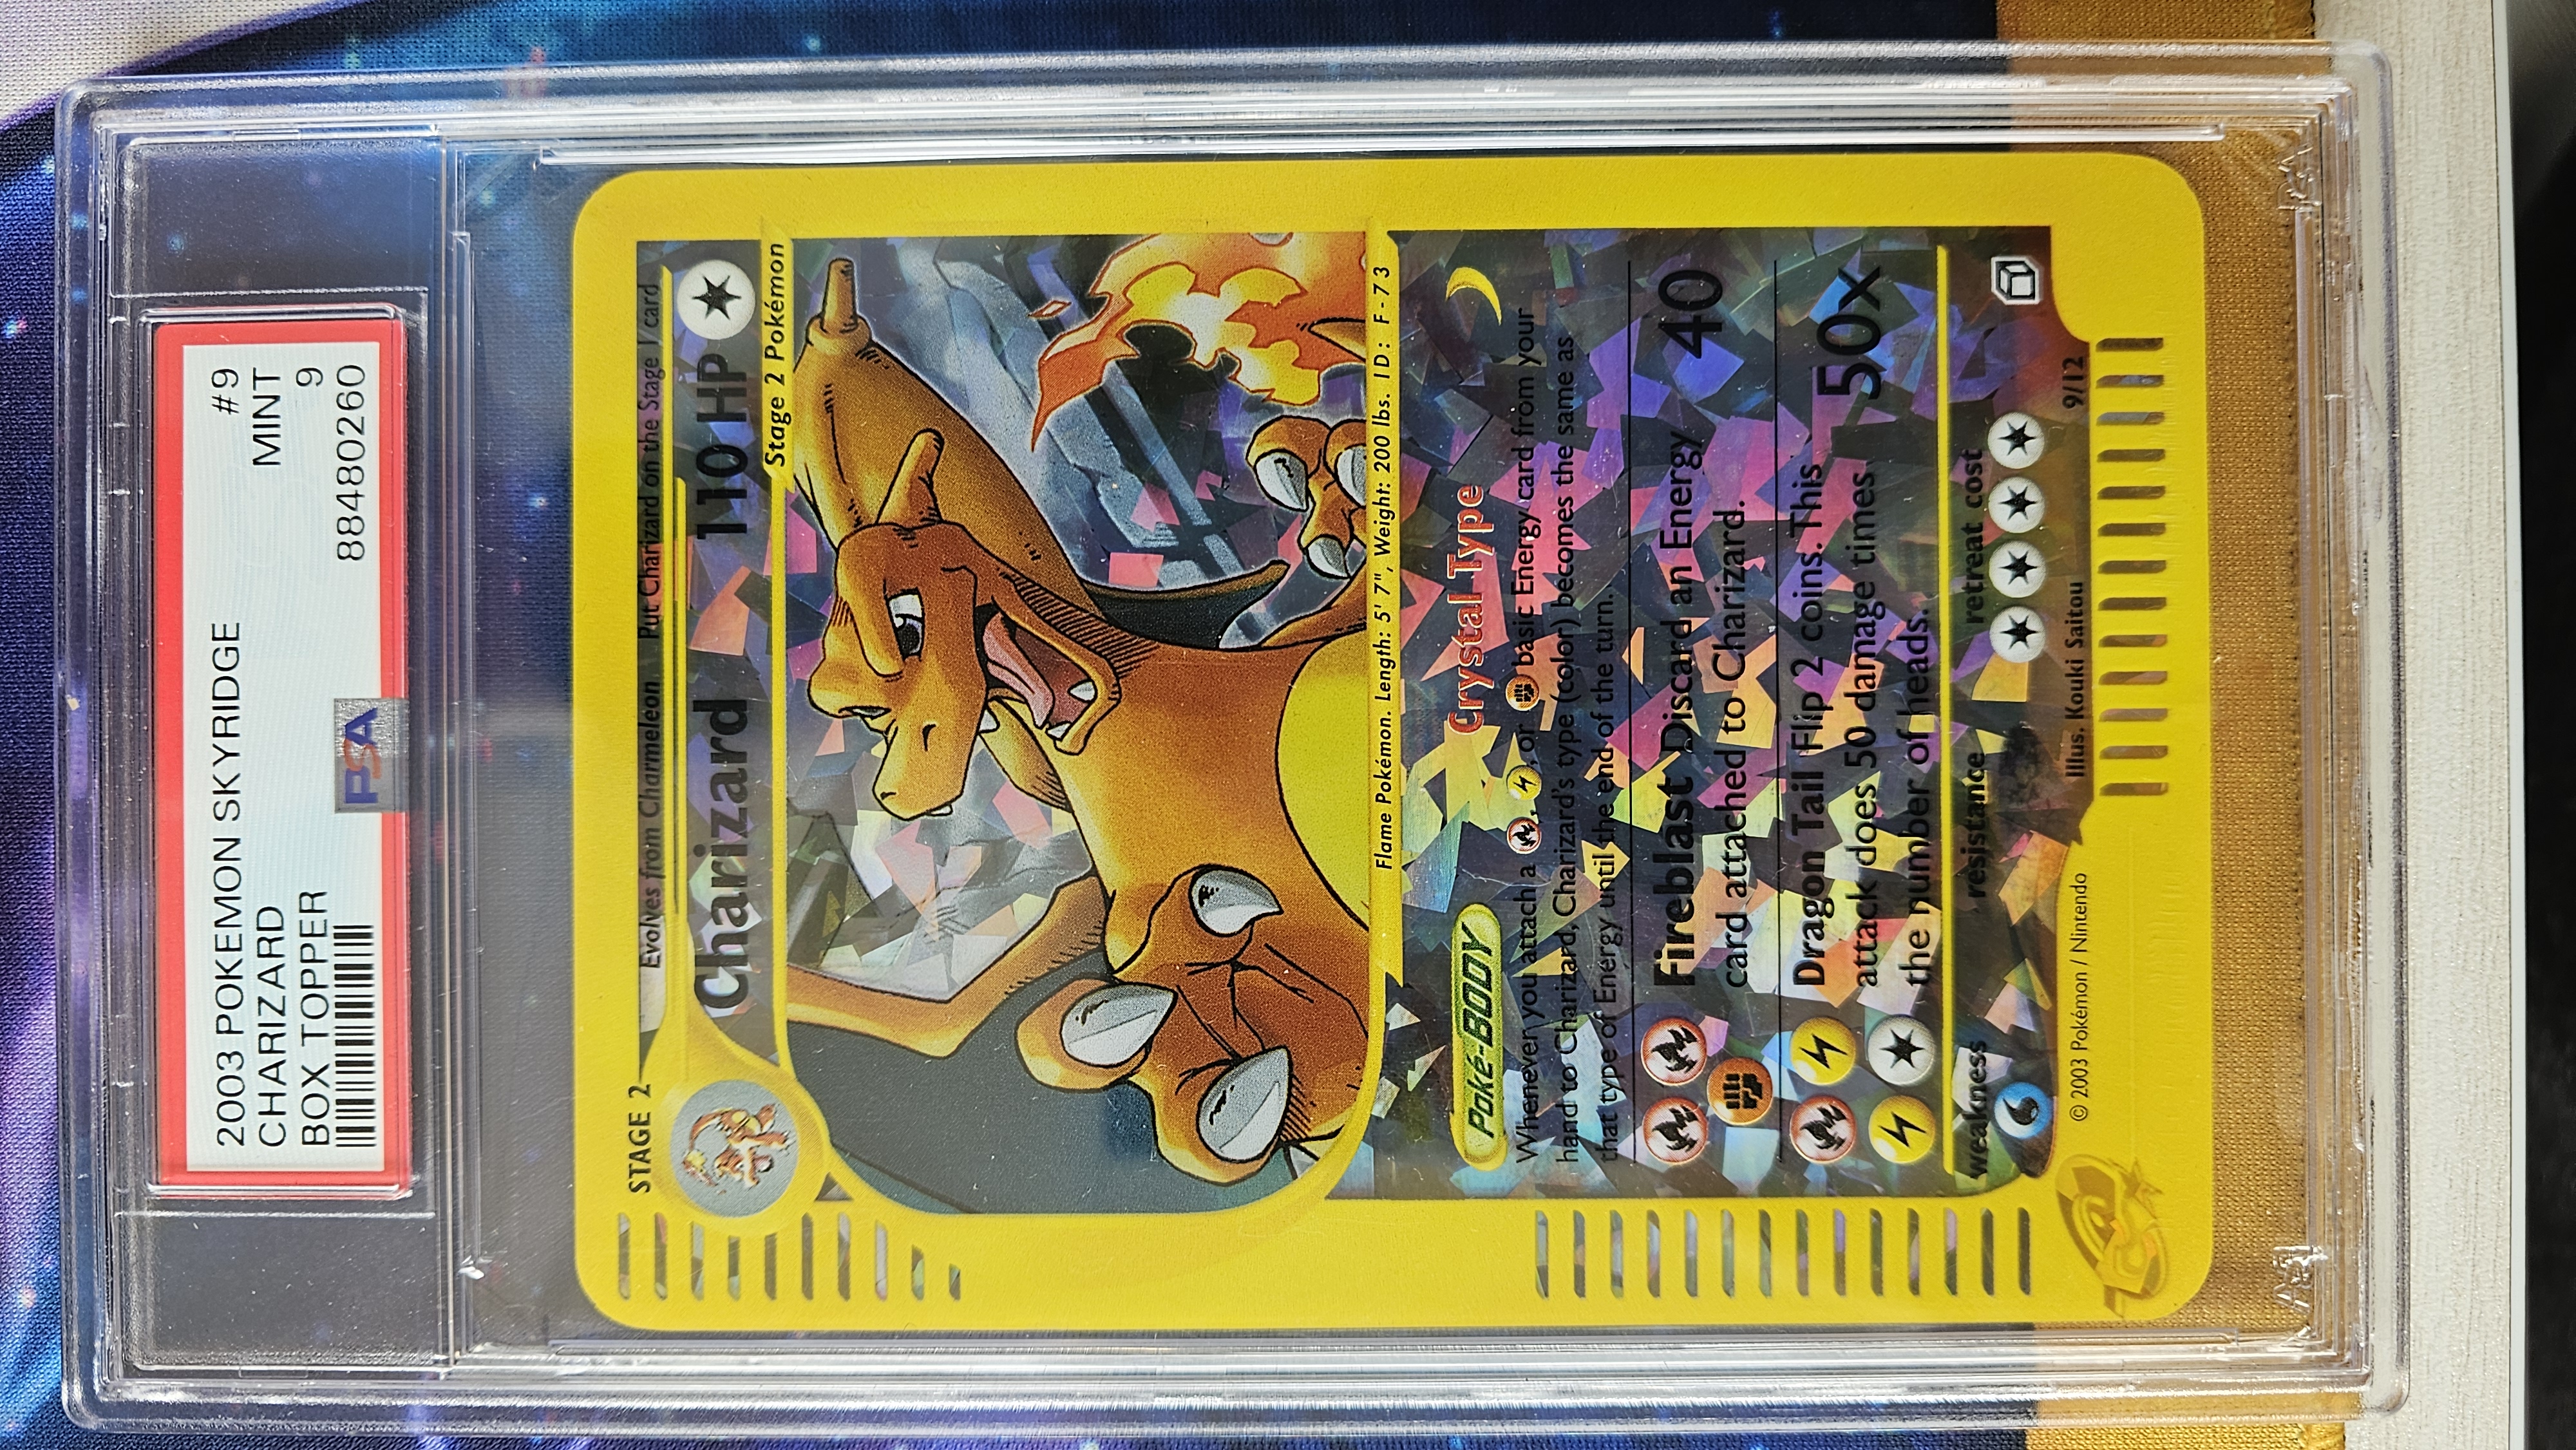 2003 POKEMON SKYRIDGE #9
CHARIZARD MINT
BOX TOPPER 9
PSA 88480260
STAGE 2 Evolves from Charmeleon Put Charizard on the Stage 1 card
Charizard 110 HP
Stage 2 Pokémon
Flame Pokémon. Length: 5' 7", Weight: 200 lbs. ID: F-73
Poké-BODY Crystal Type
Whenever you attach a , , or basic Energy card from your
hand to Charizard, Charizard's type (color) becomes the same as
that type of Energy until the end of the turn.
Fireblast Discard an Energy 40
card attached to Charizard.
Dragon Tail Flip 2 coins. This 50x
attack does 50 damage times
the number of heads.
weakness resistance retreat cost
©2003 Pokémon / Nintendo Illus. Kouki Saitou 9/12